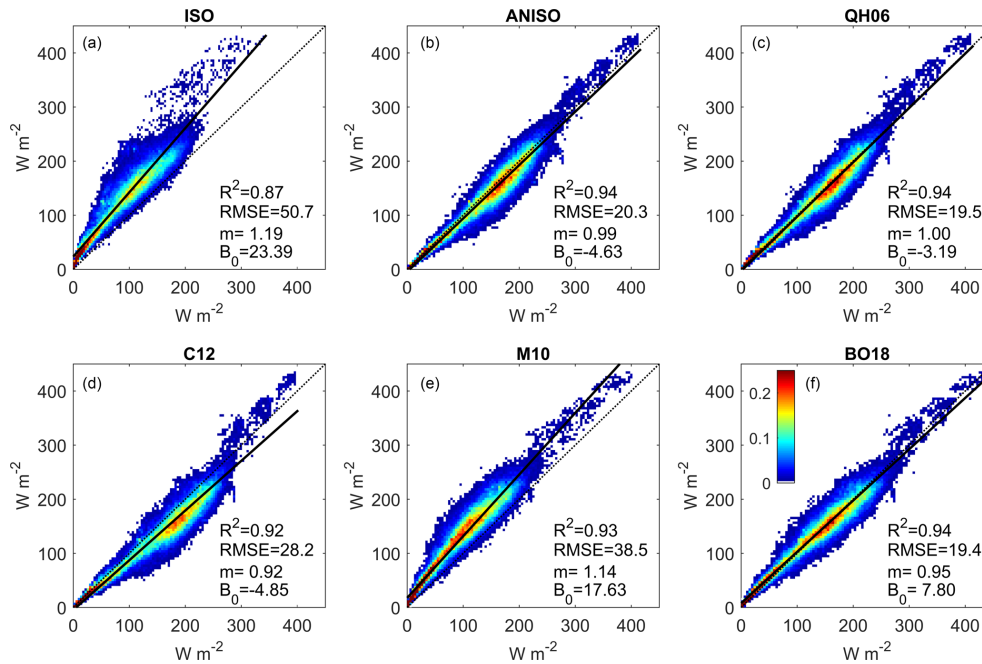 ISO
(a)
400
300
200
100
0
W m-2
R2=0.87
RMSE=50.7
m= 1.19
B0=23.39
0 100 200 300 400
W m-2
ANISO
(b)
400
300
200
100
0
W m-2
R2=0.94
RMSE=20.3
m= 0.99
B0=-4.63
0 100 200 300 400
W m-2
QH06
(c)
400
300
200
100
0
W m-2
R2=0.94
RMSE=19.5
m= 1.00
B0=-3.19
0 100 200 300 400
W m-2
C12
(d)
400
300
200
100
0
W m-2
R2=0.92
RMSE=28.2
m= 0.92
B0=-4.85
0 100 200 300 400
W m-2
M10
(e)
400
300
200
100
0
W m-2
R2=0.93
RMSE=38.5
m= 1.14
B0=17.63
0 100 200 300 400
W m-2
BO18
(f)
0.2
0.1
0
400
300
200
100
0
W m-2
R2=0.94
RMSE=19.4
m= 0.95
B0= 7.80
0 100 200 300 400
W m-2